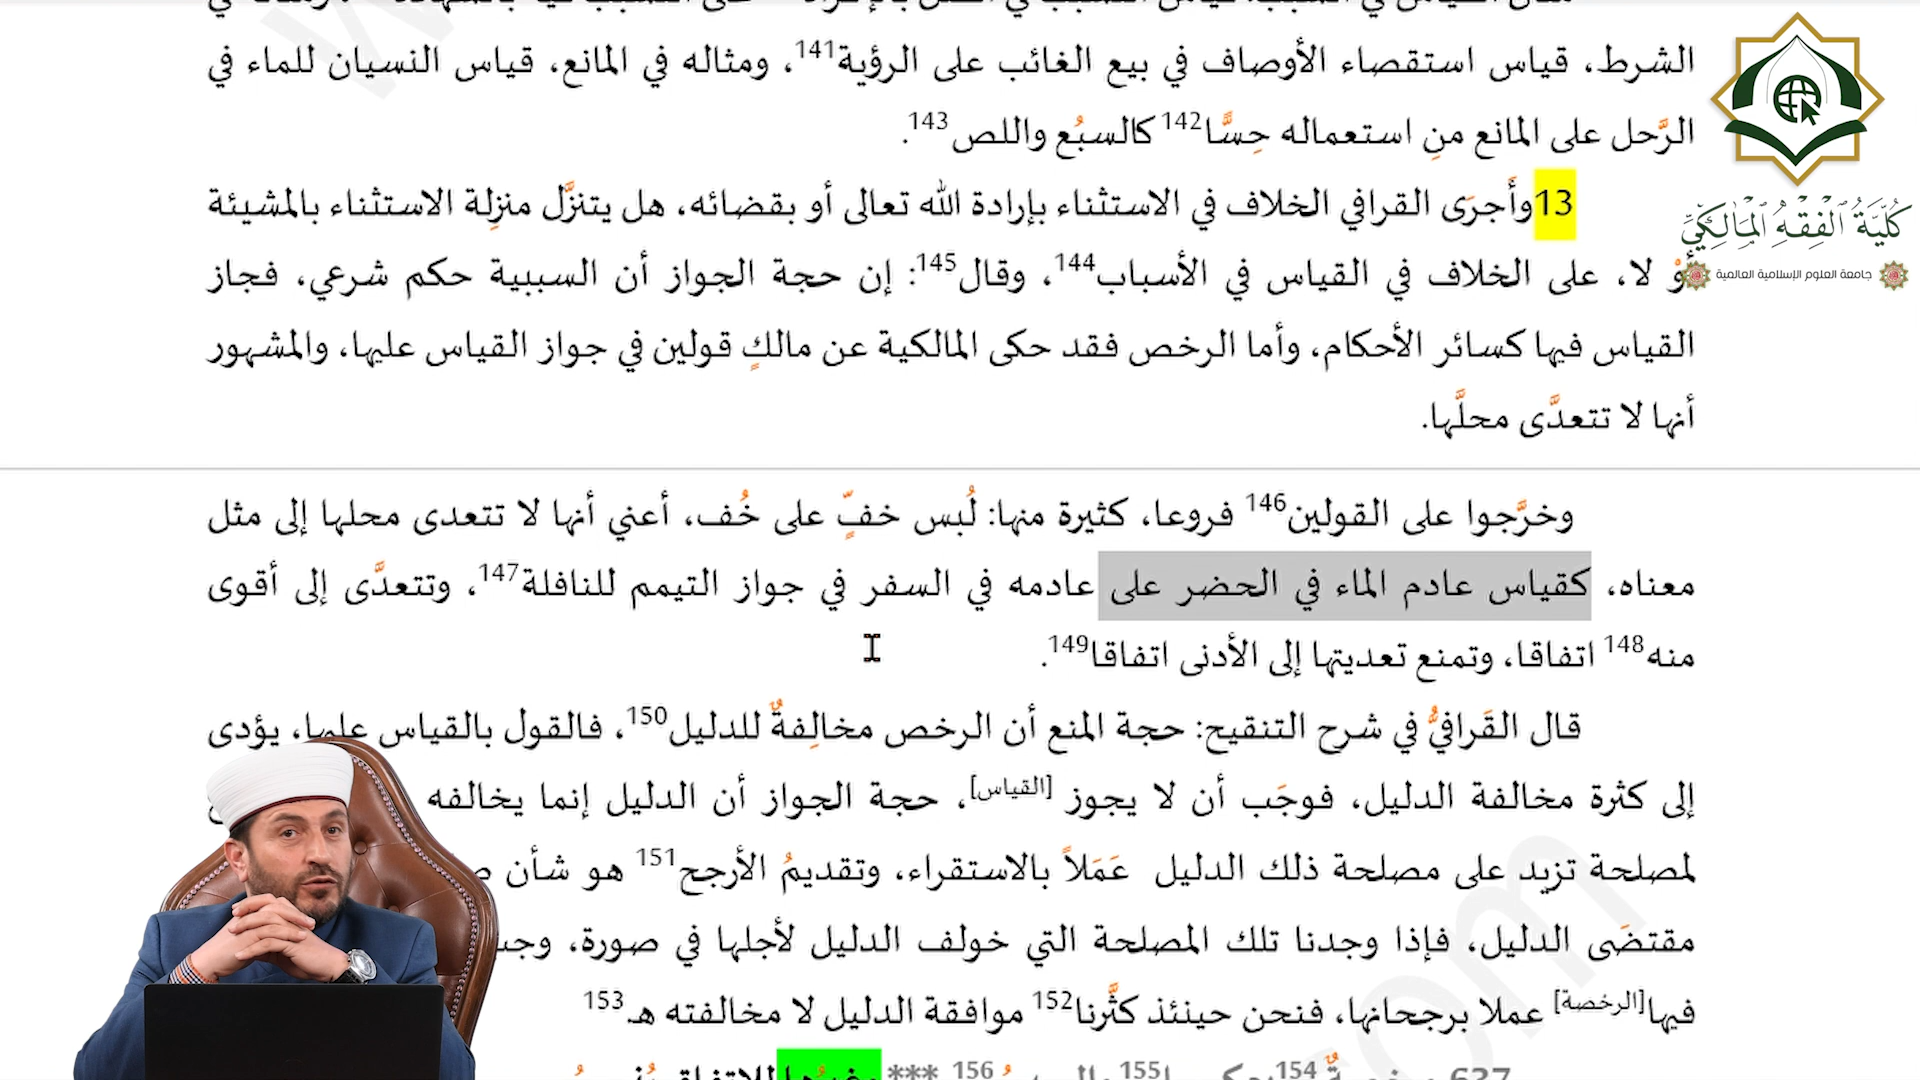 الشرط، قياس استقصاء الأوصاف في بيع الغائب على الرؤية141، ومثاله في المانع، قياس النسيان للماء في
الرَّحل على المانع منِ استعماله حِسًّا142 كالسبُع واللص143.
13وأَجرَى القرافي الخلاف في الاستثناء بإرادة الله تعالى أو بقضائه، هل يتنزَّل منزِلة الاستثناء بالمشيئة
أوْ لا، على الخلاف في القياس في الأسباب144، وقال145: إن حجة الجواز أن السببية حكم شرعي، فجاز
القياس فيها كسائر الأحكام، وأما الرخص فقد حكى المالكية عن مالكٍ قولين في جواز القياس عليها، والمشهور
أنها لا تتعدَّى محلَّها.
وخرَّجوا على القولين146 فروعا، كثيرة منها: لُبس خفٍّ على خُف، أعني أنها لا تتعدى محلها إلى مثل
معناه، كقياس عادم الماء في الحضر على عادمه في السفر في جواز التيمم للنافلة147، وتتعدَّى إلى أقوى
منه148 اتفاقا، وتمنع تعديتها إلى الأدنى اتفاقا149.
قال القَرافيُّ في شرح التنقيح: حجة المنع أن الرخص مخالِفةٌ للدليل150، فالقول بالقياس عليها، يؤدى
إلى كثرة مخالفة الدليل، فوجَب أن لا يجوز [القياس]، حجة الجواز أن الدليل إنما يخالفه
لمصلحة تزيد على مصلحة ذلك الدليل عَمَلاً بالاستقراء، وتقديمُ الأرجح151 هو شأن
مقتضَى الدليل، فإذا وجدنا تلك المصلحة التي خولف الدليل لأجلها في صورة،
فيها[الرخصة] عملا برجحانها، فنحن حينئذ كثَّرنا152 موافقة الدليل لا مخالفته هـ153
كُلِّيَّةُ الْفِقْهِ الْمَالِكِيِّ
جامعة العلوم الإسلامية العالمية